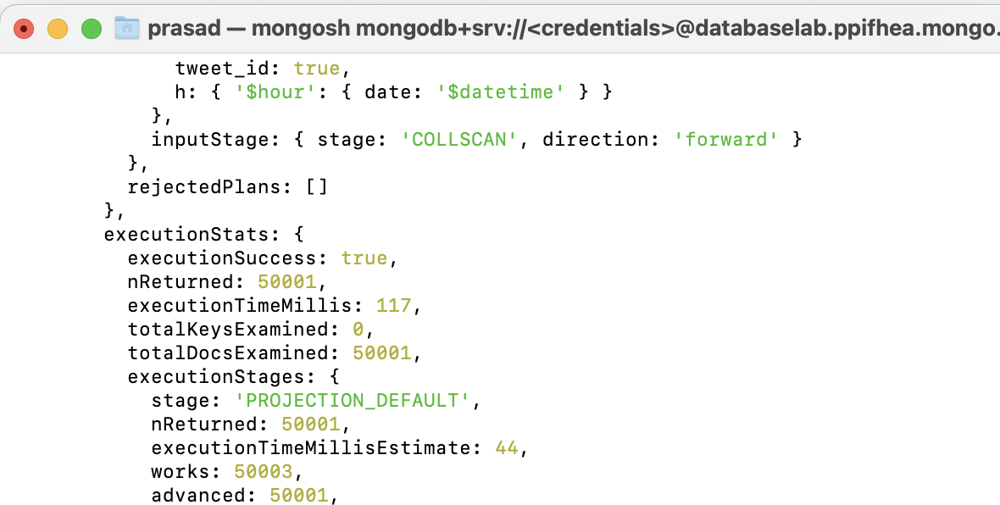 prasad — mongosh mongodb+srv://<credentials>@databaselab.ppifhea.mongo.
tweet_id: true,
h: { '$hour': { date: '$datetime' } }
},
inputStage: { stage: 'COLLSCAN', direction: 'forward' }
},
rejectedPlans: []
},
executionStats: {
executionSuccess: true,
nReturned: 50001,
executionTimeMillis: 117,
totalKeysExamined: 0,
totalDocsExamined: 50001,
executionStages: {
stage: 'PROJECTION_DEFAULT',
nReturned: 50001,
executionTimeMillisEstimate: 44,
works: 50003,
advanced: 50001,